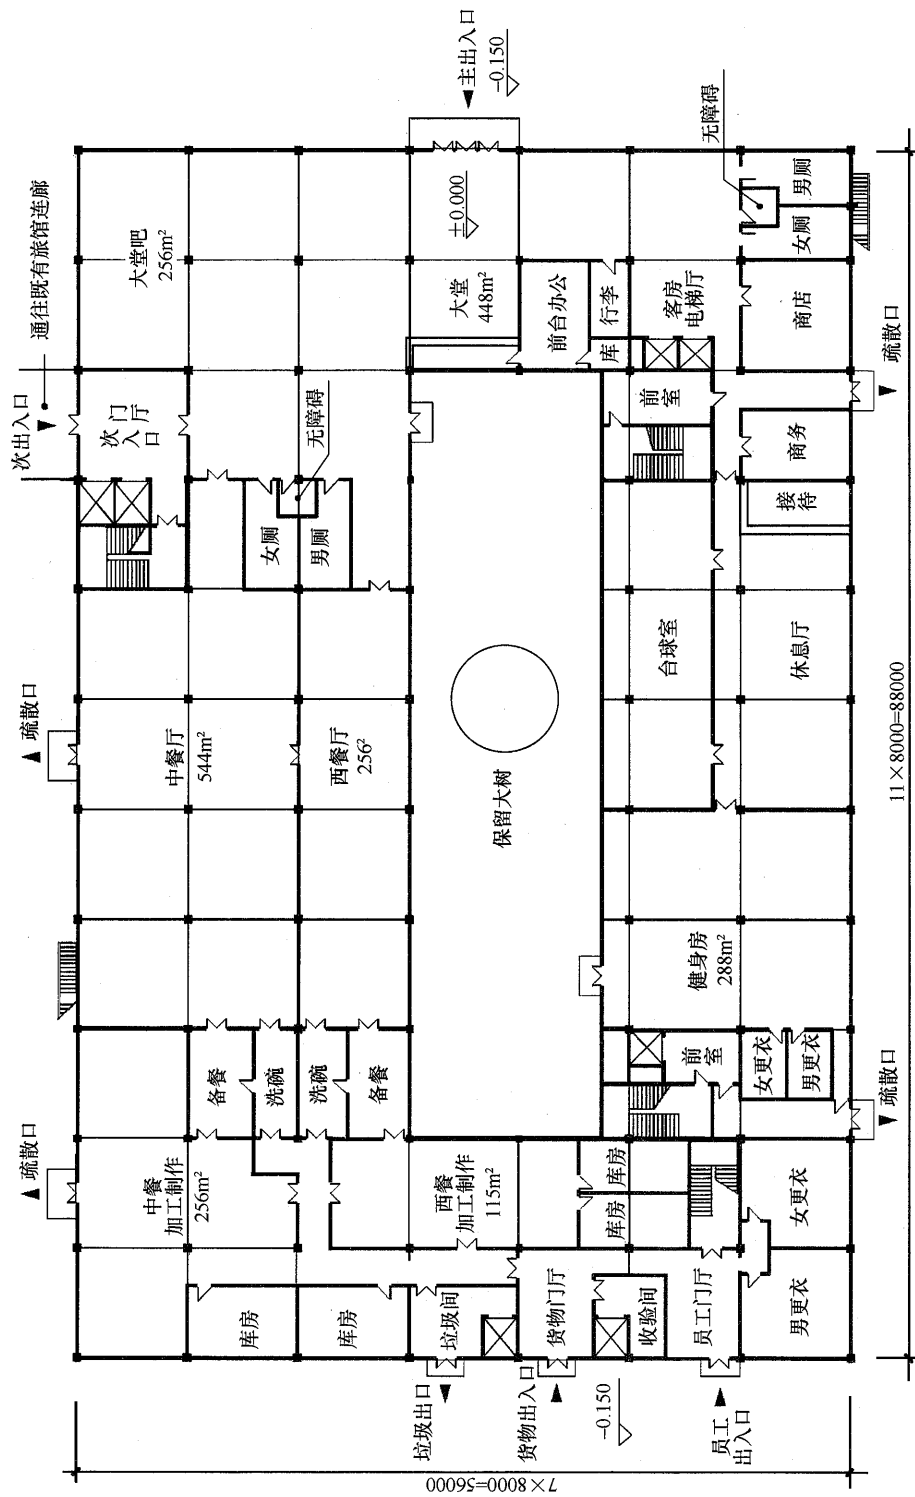 疏散口
疏散口
次出入口
通往既有旅馆连廊
次
入
门
厅
口
大堂吧
256m²
中餐
加工制作
256m²
中餐厅
544m²
备餐
洗碗
库房
女厕
男厕
无障碍
洗碗
备餐
库房
西餐厅
256²
垃圾出口
垃圾间
西餐
加工制作
115m²
大堂
448m²
±0.000
主出入口
-0.150
保留大树
货物出入口
货物门厅
前台办公
-0.150
收验间
库房
库房
库
行李
7×8000=56000
员工
出入口
员工门厅
前
室
健身房
288m²
台球室
前
室
客房
电梯厅
无障碍
女更衣
男更衣
男更衣
女更衣
休息厅
接待
商务
商店
女厕
男厕
疏散口
疏散口
11×8000=88000